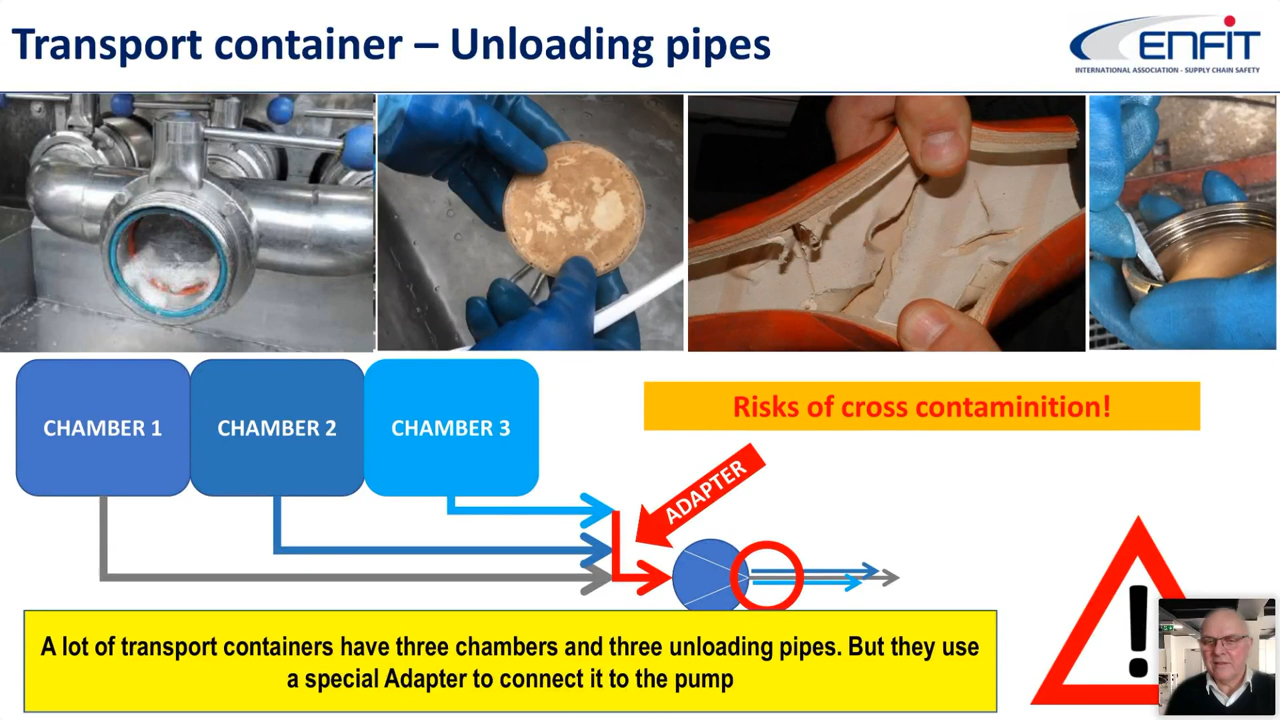 Transport container – Unloading pipes
ENFIT
INTERNATIONAL ASSOCIATION - SUPPLY CHAIN SAFETY
CHAMBER 1
CHAMBER 2
CHAMBER 3
Risks of cross contaminition!
ADAPTER
A lot of transport containers have three chambers and three unloading pipes. But they use
a special Adapter to connect it to the pump